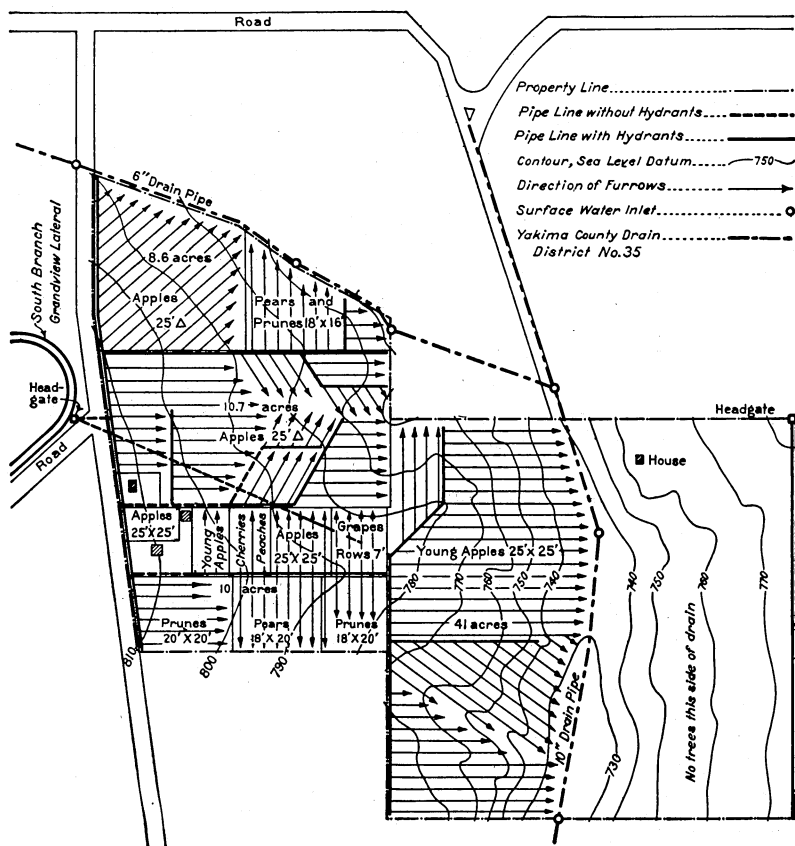 Road
Property Line
Pipe Line without Hydrants
Pipe Line with Hydrants
Contour, Sea Level Datum 750
Direction of Furrows
Surface Water Inlet
Yakima County Drain
District No. 35
6" Drain Pipe
South Branch
Grandview Lateral
8.6 acres
Apples
25' Δ
Pears and
Prunes 18' X 16'
Head-
gate
Road
10.7 acres
Apples 25' Δ
Headgate
House
Apples
25' X 25'
Young
Apples
Cherries
Peaches
Apples
25' X 25'
Grapes
Rows 7'
Young Apples 25' X 25'
780
770
760
750
740
740
750
760
770
10 acres
Prunes
20' X 20'
Pears
18' X 20'
Prunes
18' X 20'
41 acres
810
800
790
10" Drain Pipe
730
No trees this side of drain